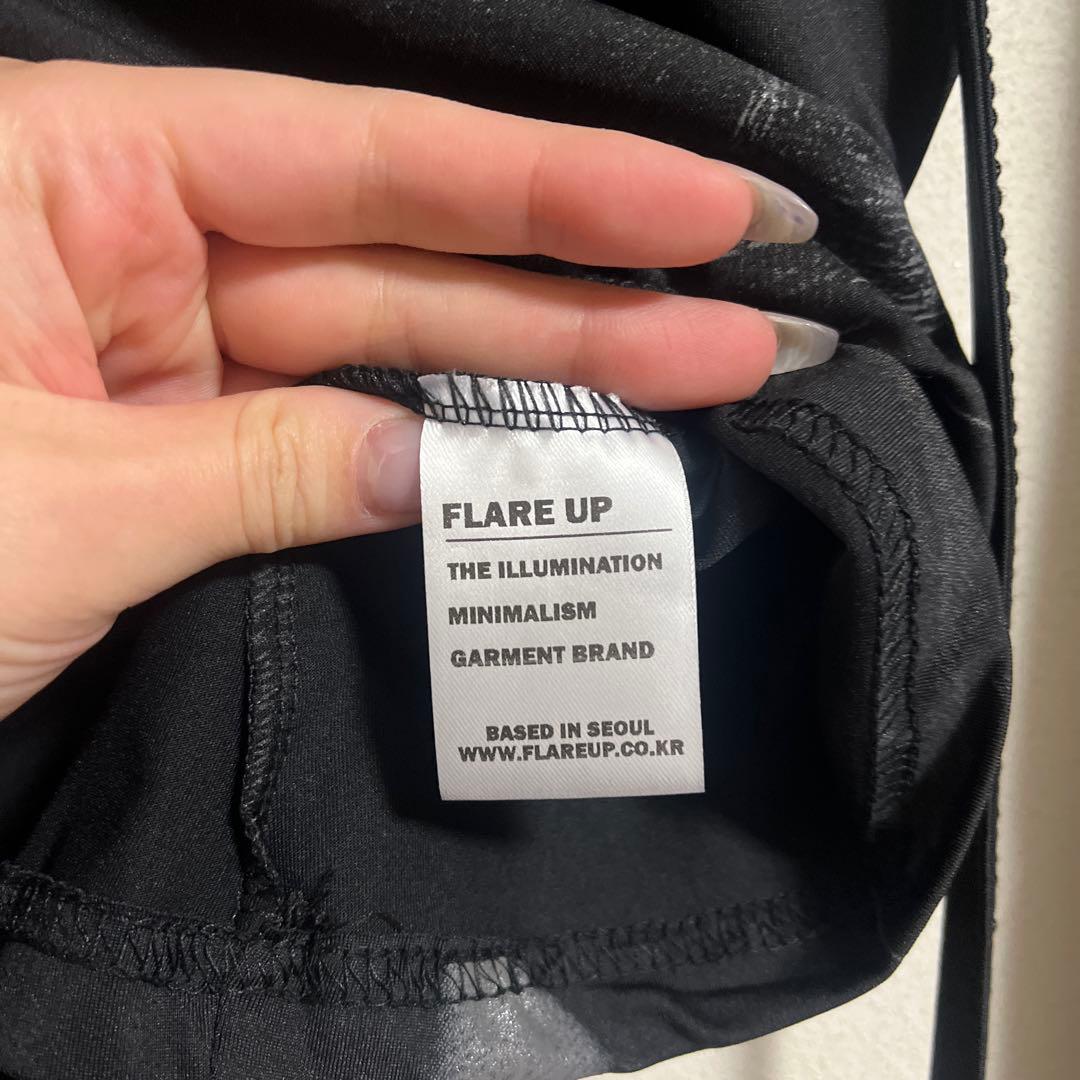 FLARE UP
THE ILLUMINATION
MINIMALISM
GARMENT BRAND
BASED IN SEOUL
WWW.FLAREUP.CO.KR